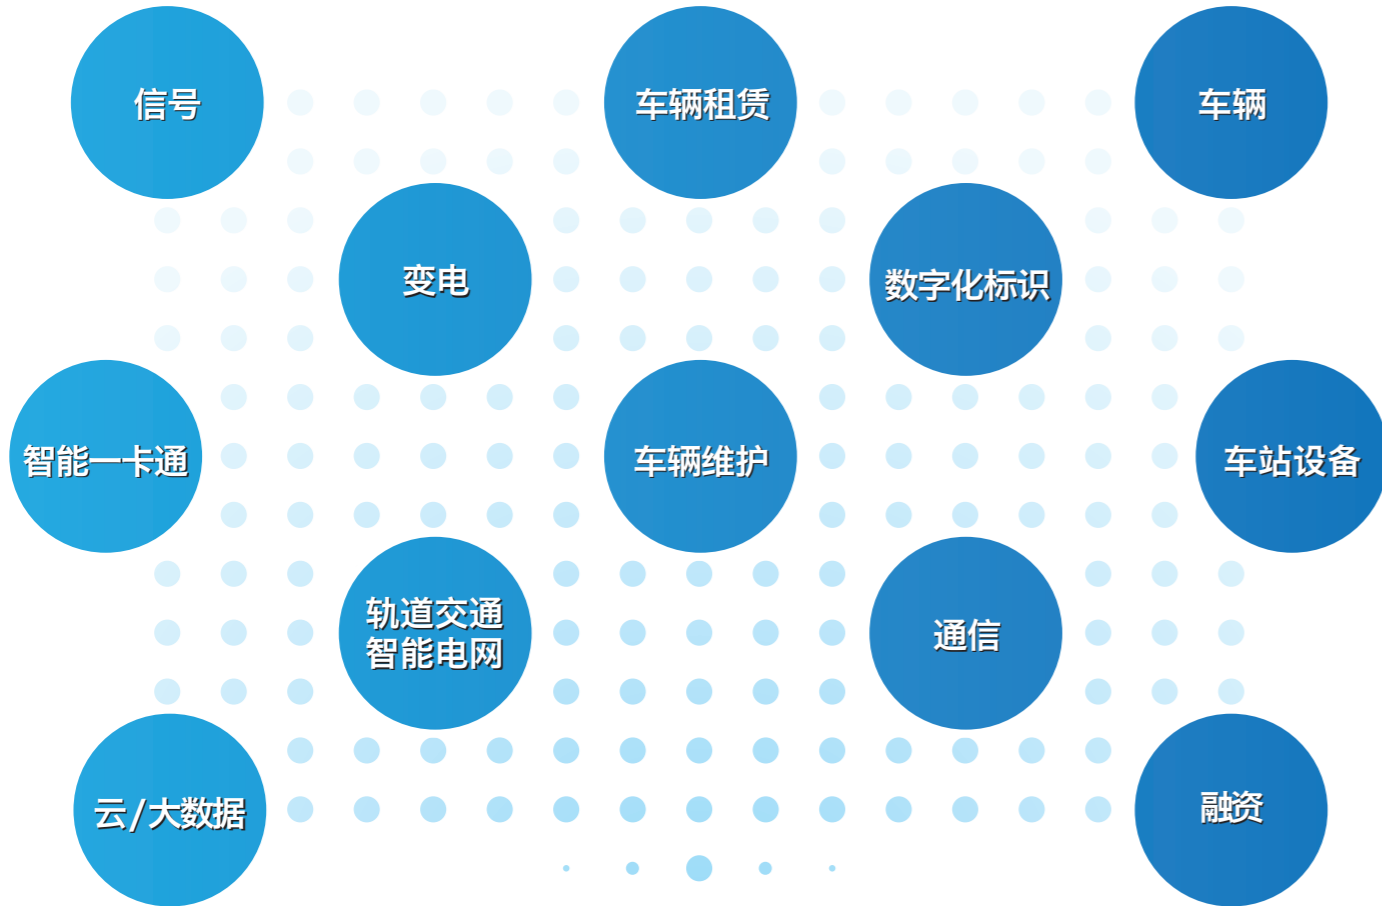 信号
车辆租赁
车辆
变电
数字化标识
智能一卡通
车辆维护
车站设备
轨道交通
智能电网
通信
云/大数据
融资